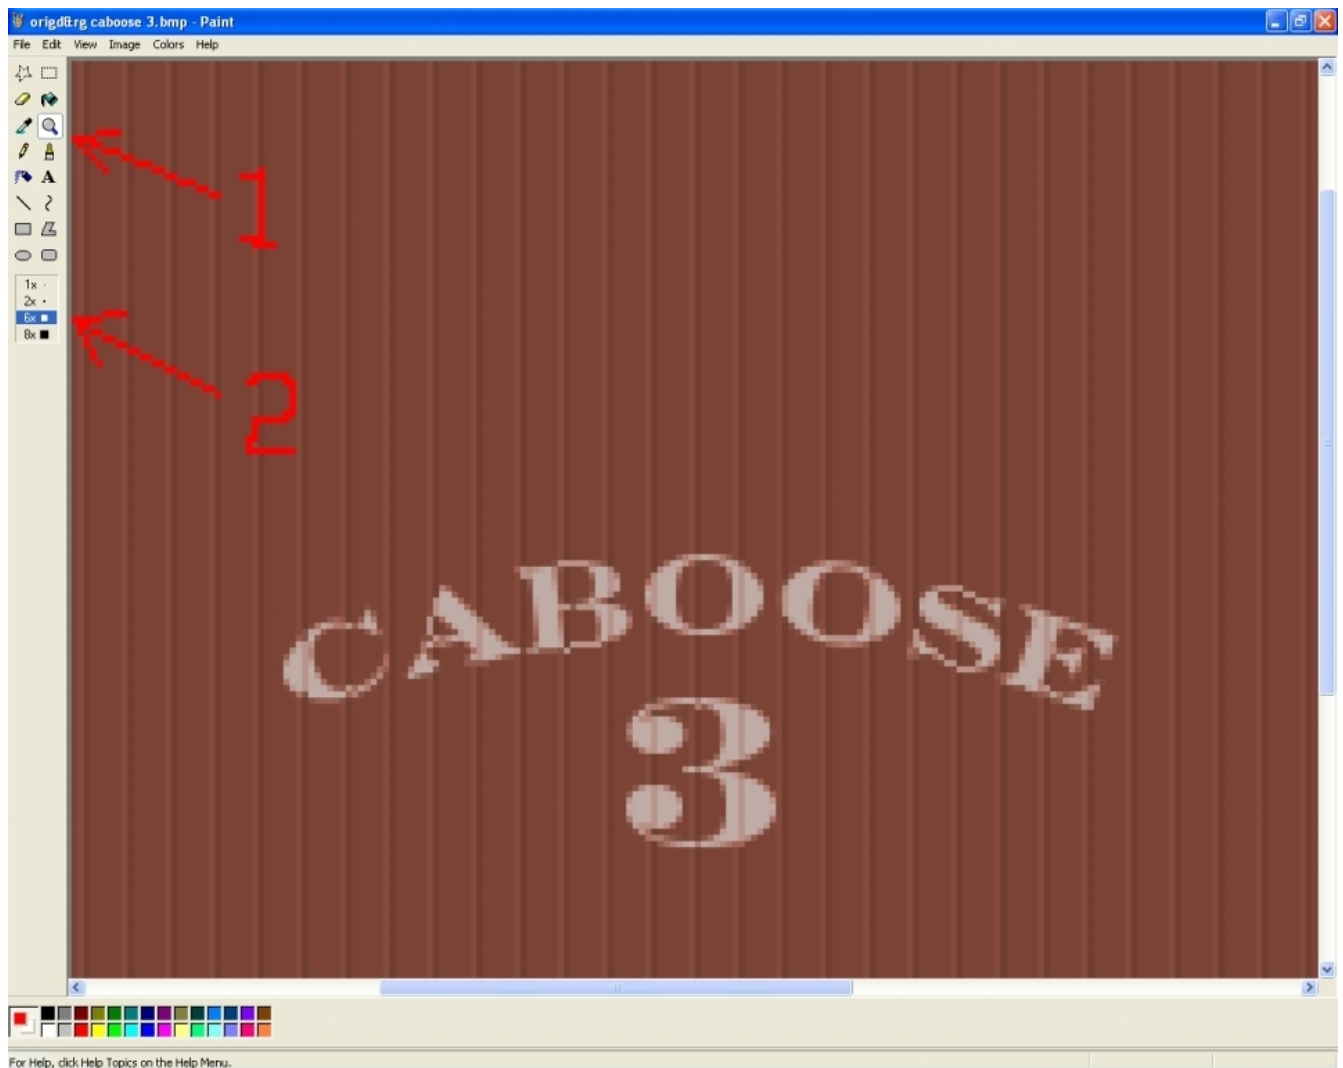 origd&rg caboose 3.bmp - Paint
File Edit View Image Colors Help
A
1
1x
2x
6x
8x
2
CABOOSE
3
For Help, click Help Topics on the Help Menu.